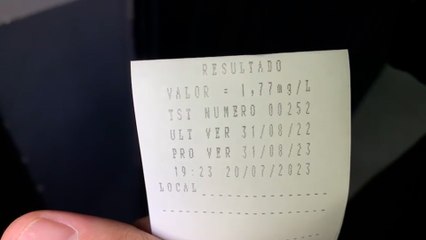 RESULTADO
VALOR = 1,77mg/L
TST NUMERO 00252
ULT VER 31/08/22
PRO VER 31/08/23
19:23 20/07/2023
LOCAL